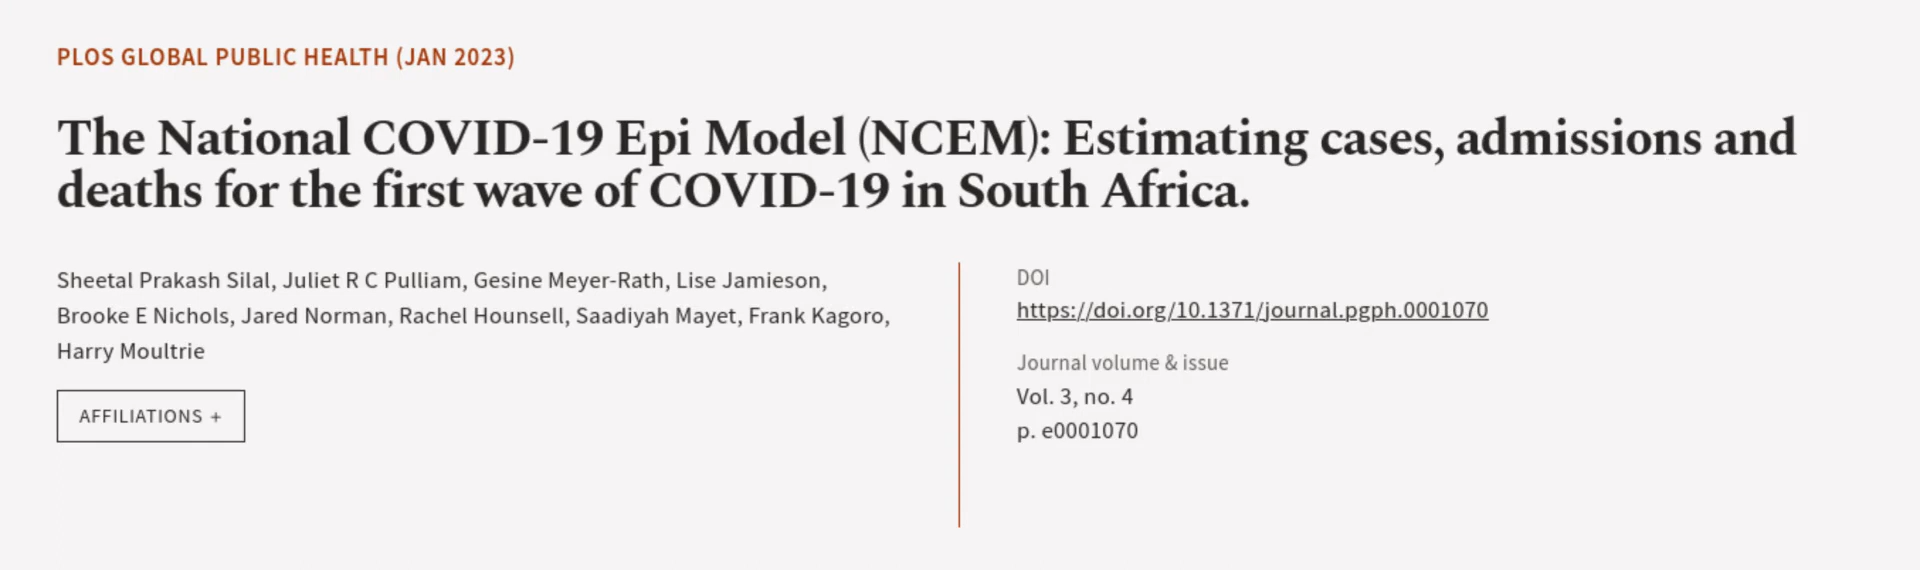 PLOS GLOBAL PUBLIC HEALTH (JAN 2023)
The National COVID-19 Epi Model (NCEM): Estimating cases, admissions and
deaths for the first wave of COVID-19 in South Africa.
Sheetal Prakash Silal, Juliet R C Pulliam, Gesine Meyer-Rath, Lise Jamieson,
Brooke E Nichols, Jared Norman, Rachel Hounsell, Saadiyah Mayet, Frank Kagoro,
Harry Moultrie
AFFILIATIONS +
DOI
https://doi.org/10.1371/journal.pgph.0001070
Journal volume & issue
Vol. 3, no. 4
p. e0001070